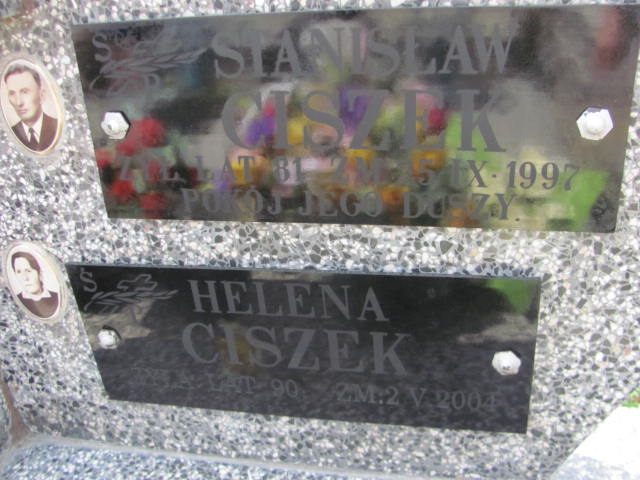 Ś P
STANISŁAW
CISZEK
ŻYŁ LAT 81 ZM. 15 IX 1997
POKÓJ JEGO DUSZY.
Ś
HELENA
CISZEK
ŻYŁA LAT 90 ZM. 2 V 2004